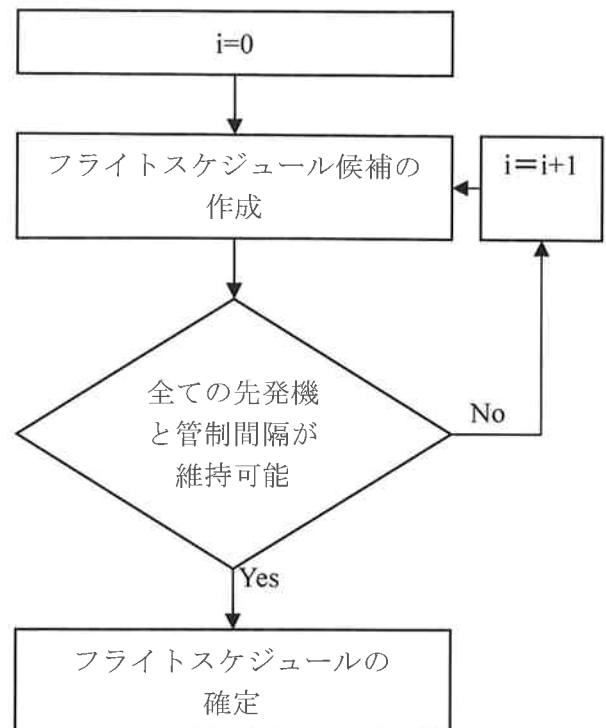 i=0
フライトスケジュール候補の
作成
i＝i+1
全ての先発機
と管制間隔が
維持可能
No
Yes
フライトスケジュールの
確定